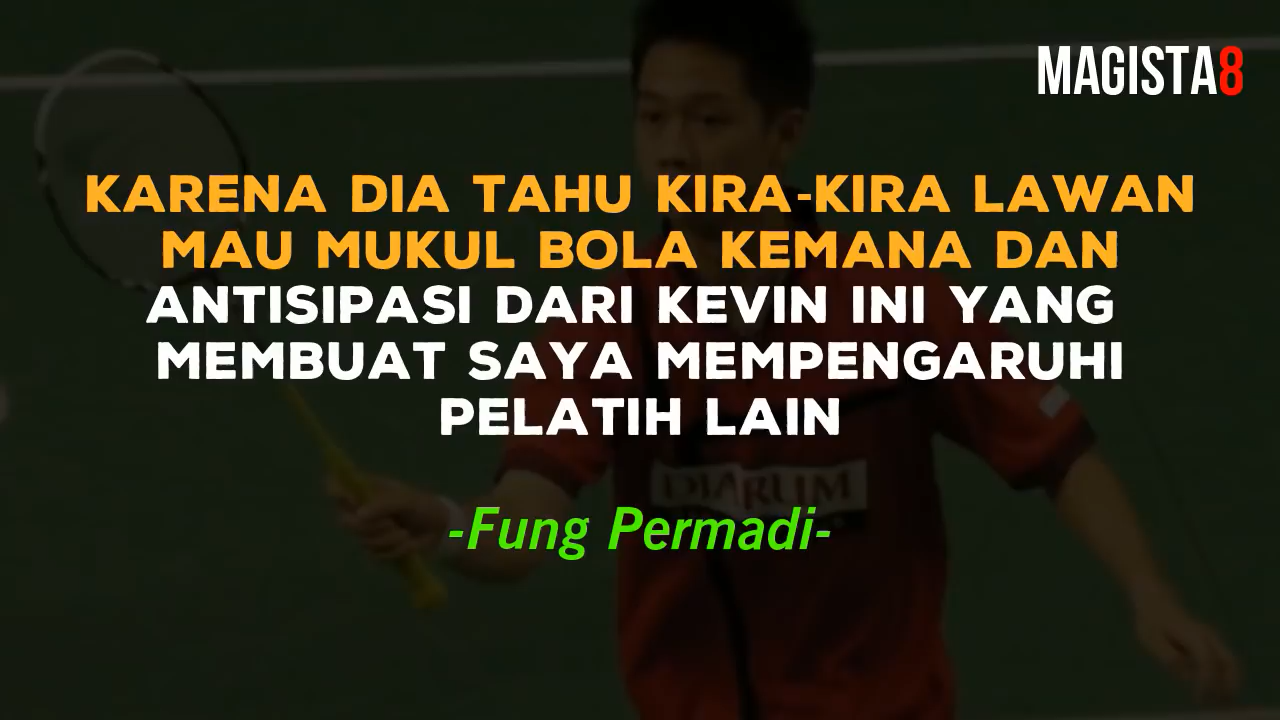 MAGISTA8
KARENA DIA TAHU KIRA-KIRA LAWAN
MAU MUKUL BOLA KEMANA DAN
ANTISIPASI DARI KEVIN INI YANG
MEMBUAT SAYA MEMPENGARUHI
PELATIH LAIN
DJARUM
-Fung Permadi-